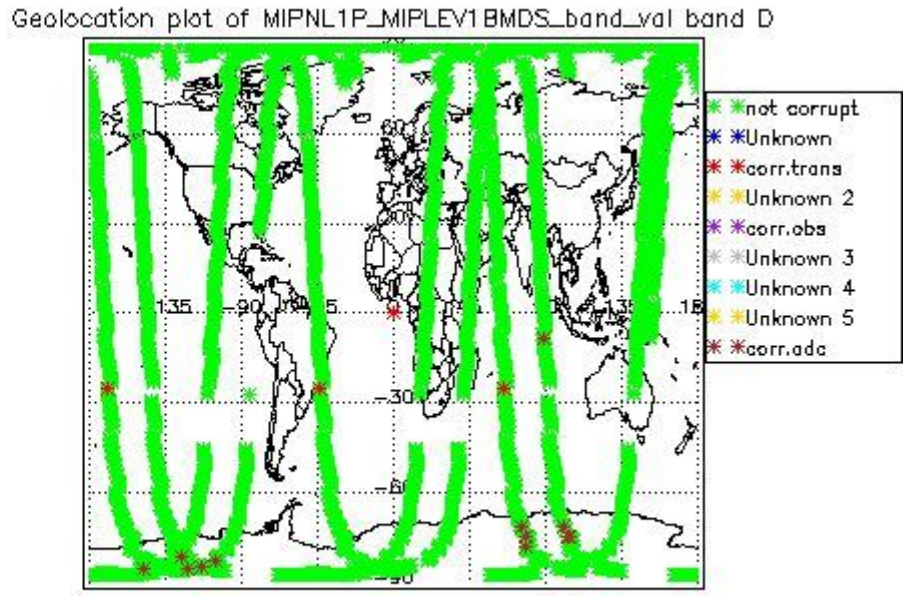 Geolocation plot of MIPNL1P_MIPLEV1BMDS_band_val band D
not corrupt
Unknown
corr.trans
Unknown 2
corr.obs
Unknown 3
Unknown 4
Unknown 5
corr.adc
135
-90
135
-30
-60
-90